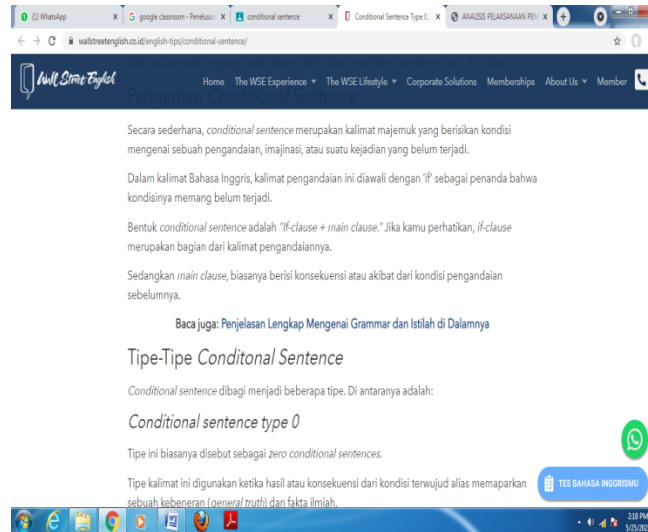 (1) WhatsApp
google classroom - Penelusur
conditional sentence
Conditional Sentence Type 0,
ANALISIS PELAKSANAAN PEN
wallstreetenglish.co.id/english-tips/conditional-sentence/
Wall Street English
Home The WSE Experience The WSE Lifestyle Corporate Solutions Memberships About Us Member
Pengertian Conditional Sentence
Secara sederhana, conditional sentence merupakan kalimat majemuk yang berisikan kondisi
mengenai sebuah pengandaian, imajinasi, atau suatu kejadian yang belum terjadi.
Dalam kalimat Bahasa Inggris, kalimat pengandaian ini diawali dengan 'if' sebagai penanda bahwa
kondisinya memang belum terjadi.
Bentuk conditional sentence adalah "If-clause + main clause." Jika kamu perhatikan, if-clause
merupakan bagian dari kalimat pengandaiannya.
Sedangkan main clause, biasanya berisi konsekuensi atau akibat dari kondisi pengandaian
sebelumnya.
Baca juga: Penjelasan Lengkap Mengenai Grammar dan Istilah di Dalamnya
Tipe-Tipe Conditonal Sentence
Conditional sentence dibagi menjadi beberapa tipe. Di antaranya adalah:
Conditional sentence type 0
Tipe ini biasanya disebut sebagai zero conditional sentences.
Tipe kalimat ini digunakan ketika hasil atau konsekuensi dari kondisi terwujud alias memaparkan
sebuah kebeneran (general truth) dan fakta ilmiah.
TES BAHASA INGGRISMU
2:18 PM